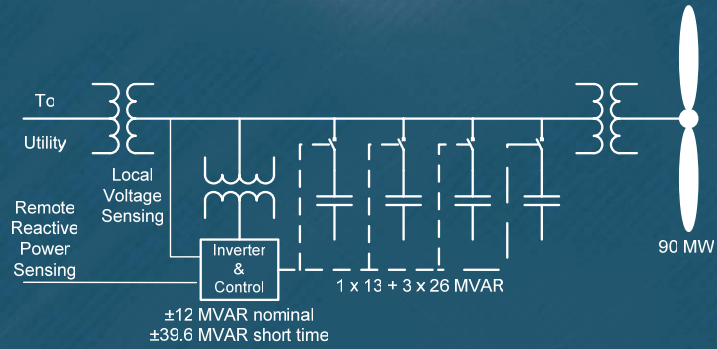 To
Utility
Local
Voltage
Sensing
Remote
Reactive
Power
Sensing
Inverter
&
Control
±12 MVAR nominal
±39.6 MVAR short time
1 x 13 + 3 x 26 MVAR
90 MW